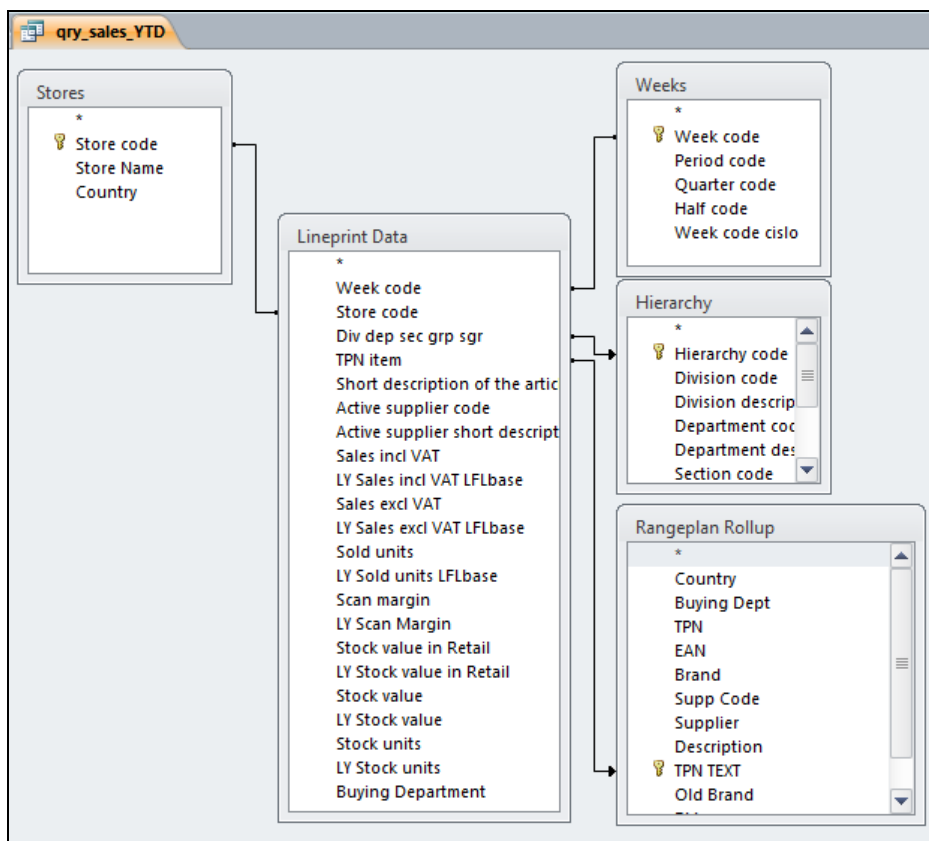 qry_sales_YTD
Stores
*
Store code
Store Name
Country
Lineprint Data
*
Week code
Store code
Div dep sec grp sgr
TPN item
Short description of the artic
Active supplier code
Active supplier short descript
Sales incl VAT
LY Sales incl VAT LFLbase
Sales excl VAT
LY Sales excl VAT LFLbase
Sold units
LY Sold units LFLbase
Scan margin
LY Scan Margin
Stock value in Retail
LY Stock value in Retail
Stock value
LY Stock value
Stock units
LY Stock units
Buying Department
Weeks
*
Week code
Period code
Quarter code
Half code
Week code cislo
Hierarchy
*
Hierarchy code
Division code
Division descrip
Department coc
Department des
Section code
Rangeplan Rollup
*
Country
Buying Dept
TPN
EAN
Brand
Supp Code
Supplier
Description
TPN TEXT
Old Brand